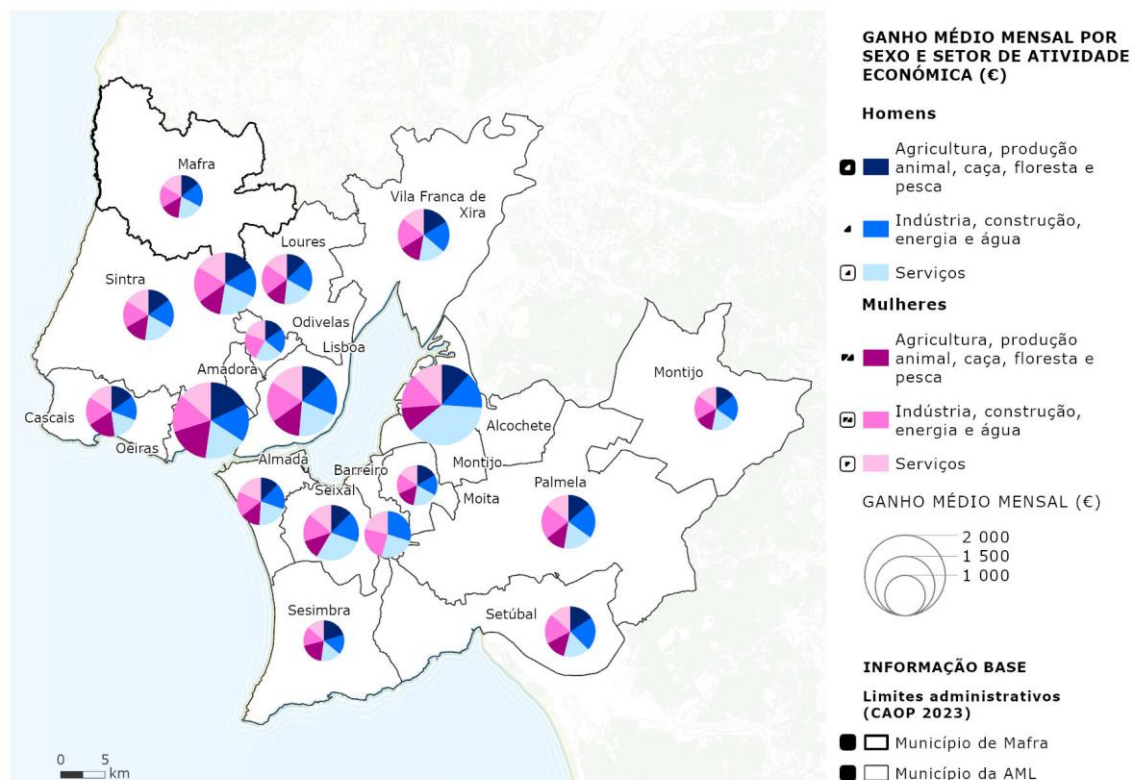 Mafra
Vila Franca de
Xira
Loures
Sintra
Odivelas
Lisboa
Amadora
Montijo
Cascais
Oeiras
Alcochete
Almada
Barreiro
Montijo
Seixal
Moita
Palmela
Sesimbra
Setúbal
0 5
km
GANHO MÉDIO MENSAL POR
SEXO E SETOR DE ATIVIDADE
ECONÓMICA (€)
Homens
Agricultura, produção
animal, caça, floresta e
pesca
Indústria, construção,
energia e água
Serviços
Mulheres
Agricultura, produção
animal, caça, floresta e
pesca
Indústria, construção,
energia e água
Serviços
GANHO MÉDIO MENSAL (€)
2 000
1 500
1 000
INFORMAÇÃO BASE
Limites administrativos
(CAOP 2023)
Município de Mafra
Município da AML